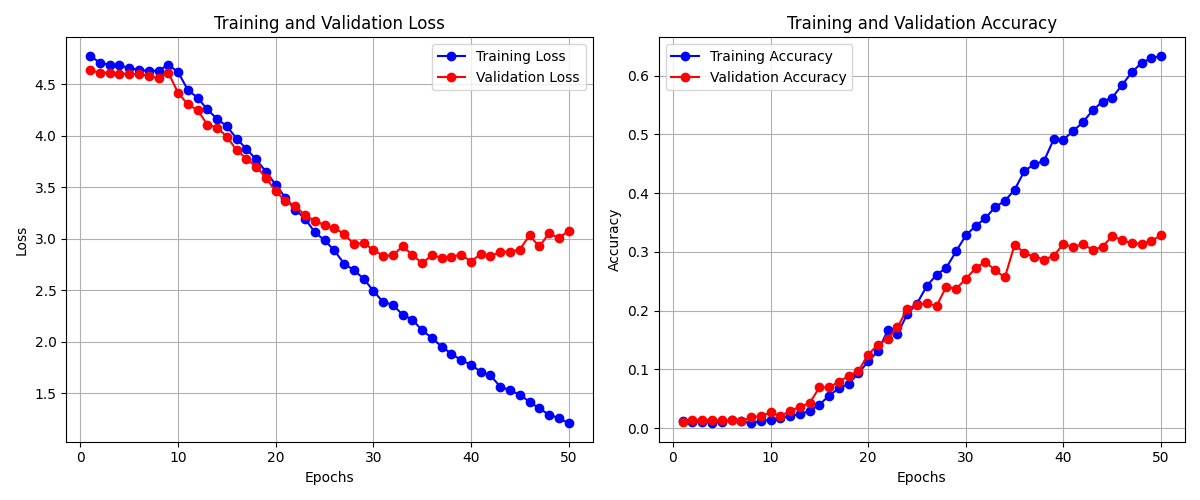 Training and Validation Loss
Training Loss
Validation Loss
4.5
4.0
3.5
3.0
2.5
2.0
1.5
Loss
0
10
20
30
40
50
Epochs
Training and Validation Accuracy
Training Accuracy
Validation Accuracy
0.6
0.5
0.4
0.3
0.2
0.1
0.0
Accuracy
0
10
20
30
40
50
Epochs